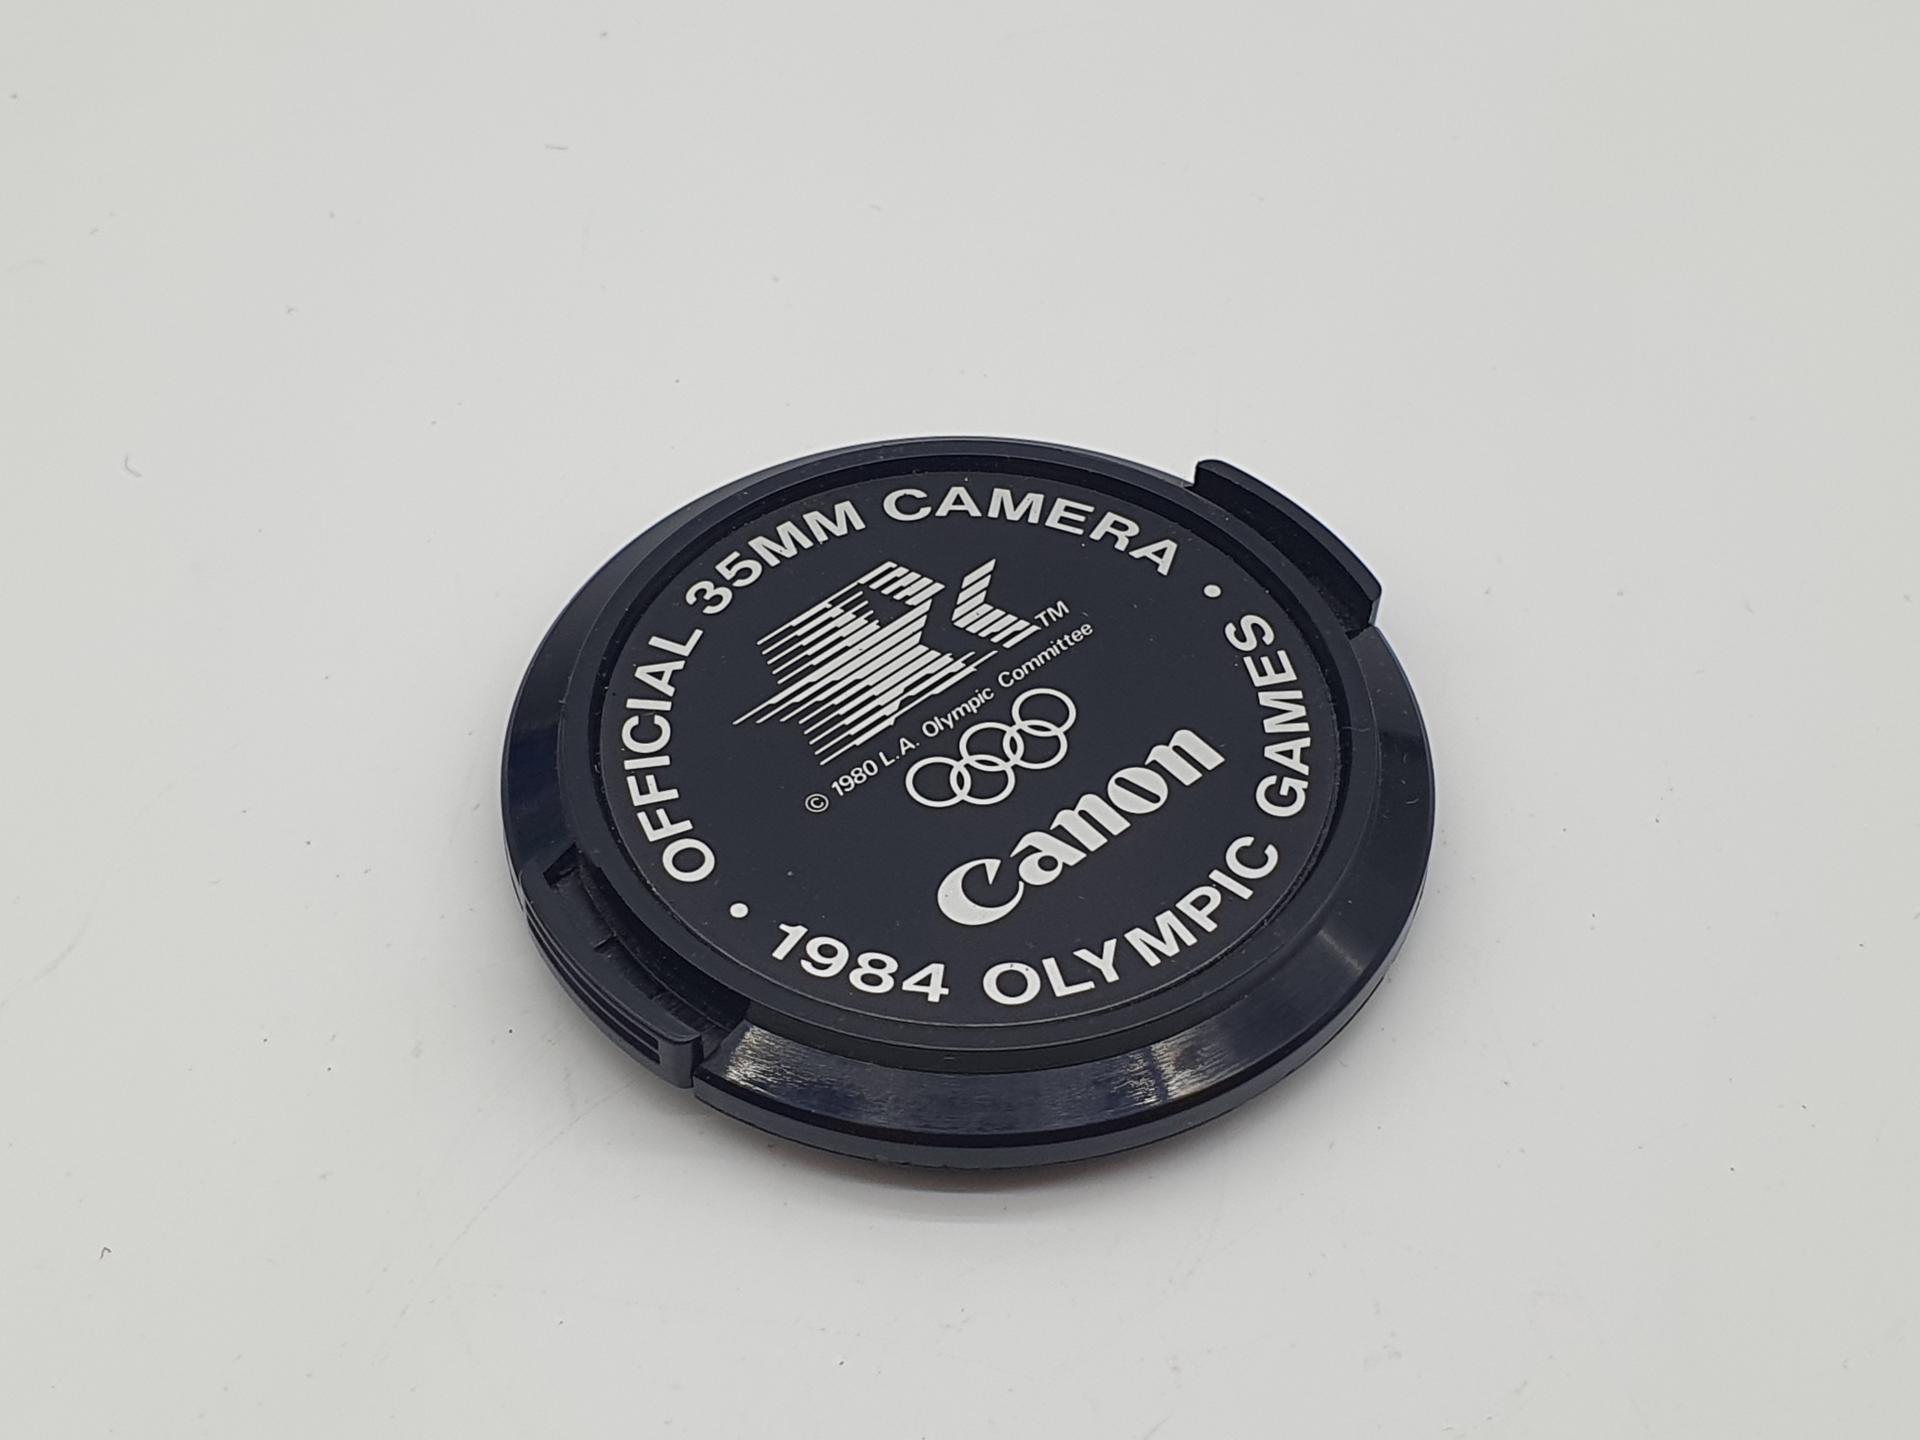 OFFICIAL 35MM CAMERA •
TM
© 1980 L.A. Olympic Committee
Canon
• 1984 OLYMPIC GAMES